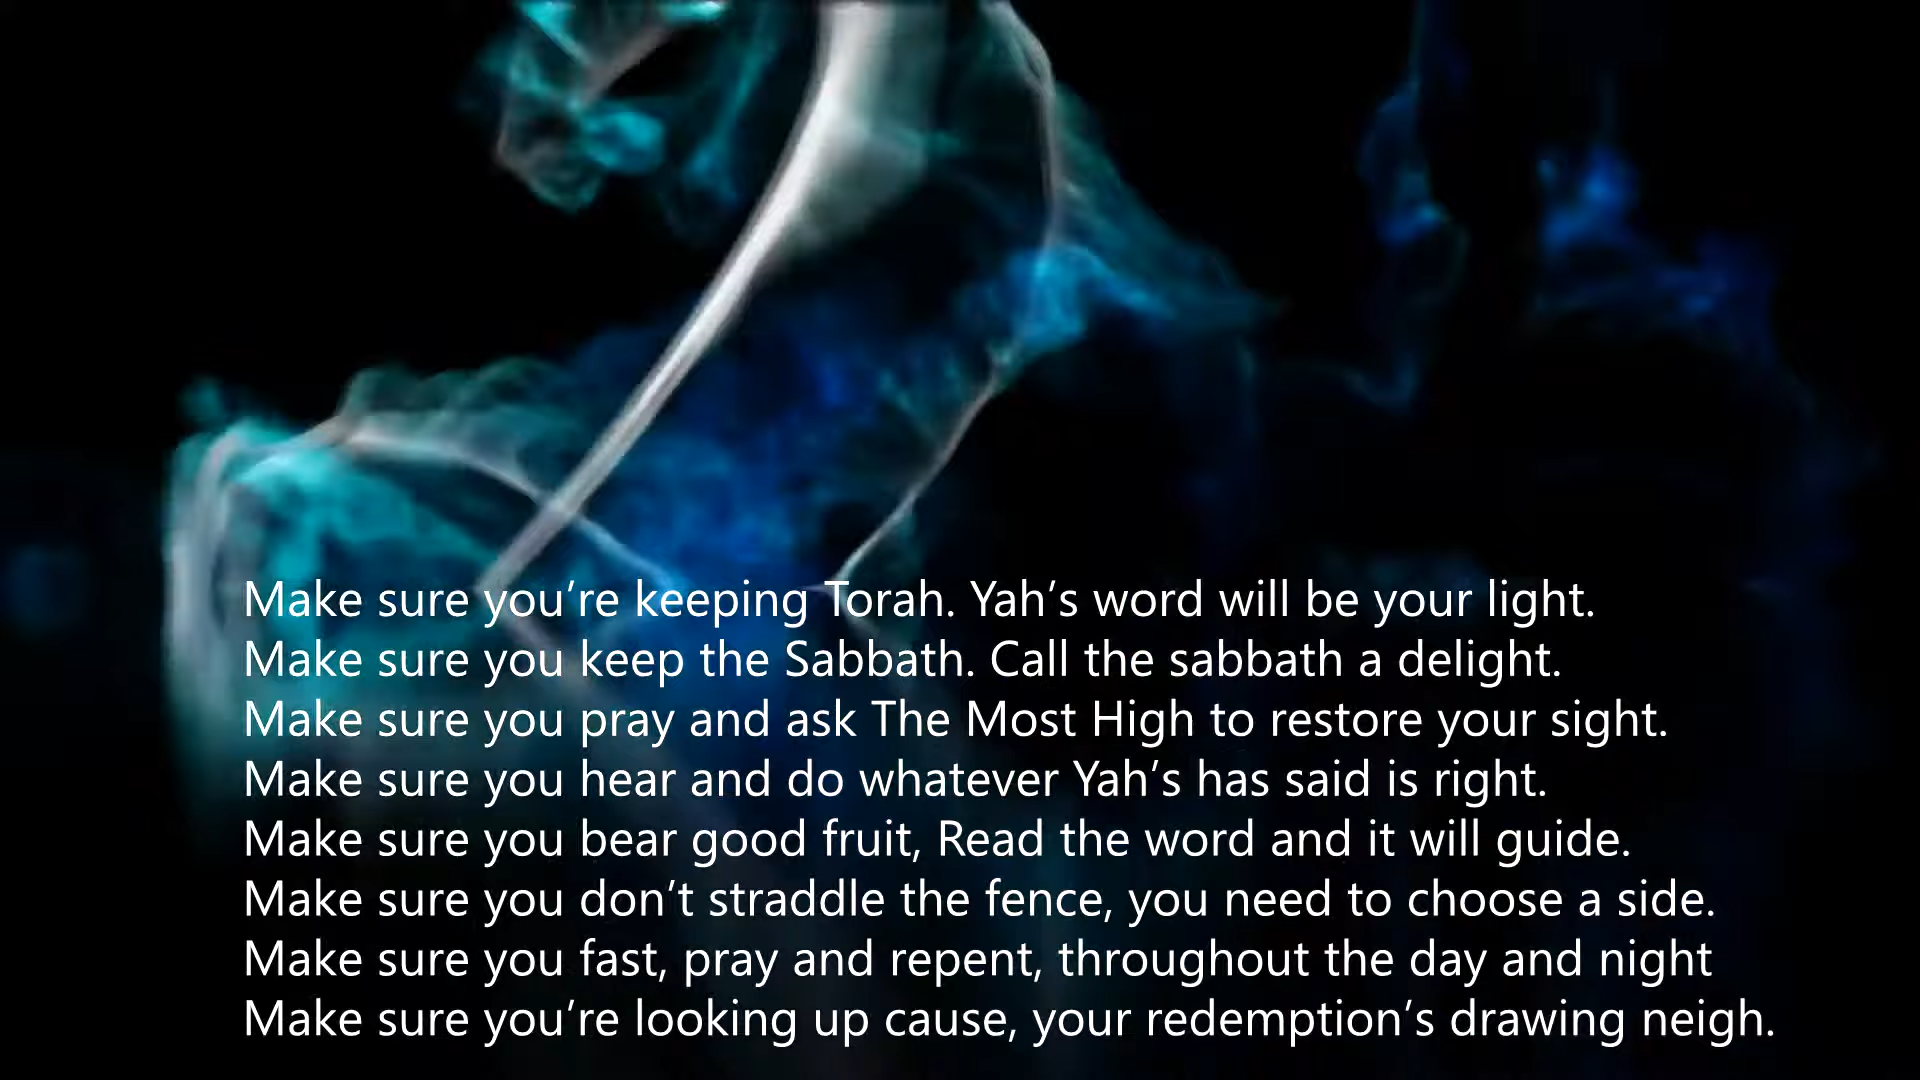 Make sure you’re keeping Torah. Yah’s word will be your light.
Make sure you keep the Sabbath. Call the sabbath a delight.
Make sure you pray and ask The Most High to restore your sight.
Make sure you hear and do whatever Yah’s has said is right.
Make sure you bear good fruit, Read the word and it will guide.
Make sure you don’t straddle the fence, you need to choose a side.
Make sure you fast, pray and repent, throughout the day and night
Make sure you’re looking up cause, your redemption’s drawing neigh.